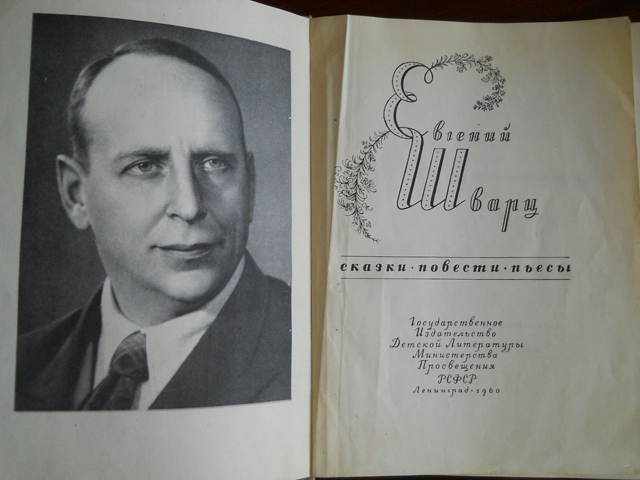 Евгений
Шварц
сказки · повести · пьесы
Государственное
Издательство
Детской Литературы
Министерства
Просвещения
РСФСР
Ленинград · 1960